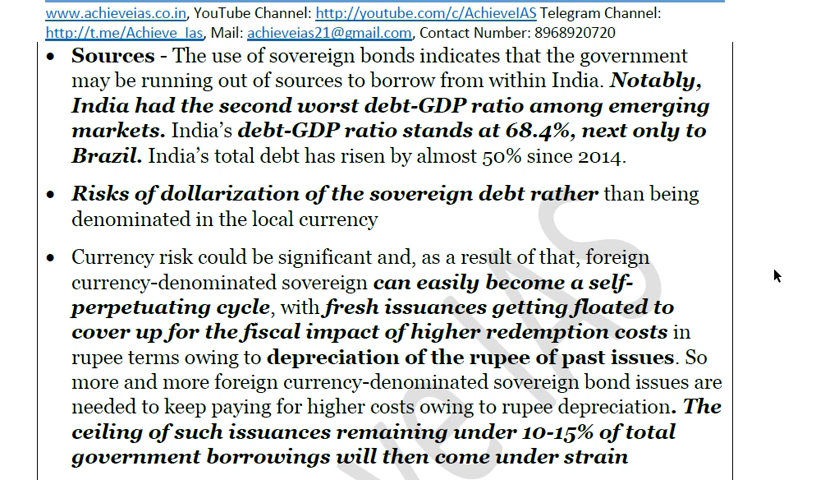 www.achieveias.co.in, YouTube Channel: http://youtube.com/c/AchieveIAS Telegram Channel:
http://t.me/Achieve_Ias, Mail: achieveias21@gmail.com, Contact Number: 8968920720
• Sources - The use of sovereign bonds indicates that the government
may be running out of sources to borrow from within India. Notably,
India had the second worst debt-GDP ratio among emerging
markets. India's debt-GDP ratio stands at 68.4%, next only to
Brazil. India's total debt has risen by almost 50% since 2014.
• Risks of dollarization of the sovereign debt rather than being
denominated in the local currency
• Currency risk could be significant and, as a result of that, foreign
currency-denominated sovereign can easily become a self-
perpetuating cycle, with fresh issuances getting floated to
cover up for the fiscal impact of higher redemption costs in
rupee terms owing to depreciation of the rupee of past issues. So
more and more foreign currency-denominated sovereign bond issues are
needed to keep paying for higher costs owing to rupee depreciation. The
ceiling of such issuances remaining under 10-15% of total
government borrowings will then come under strain
ve IAS